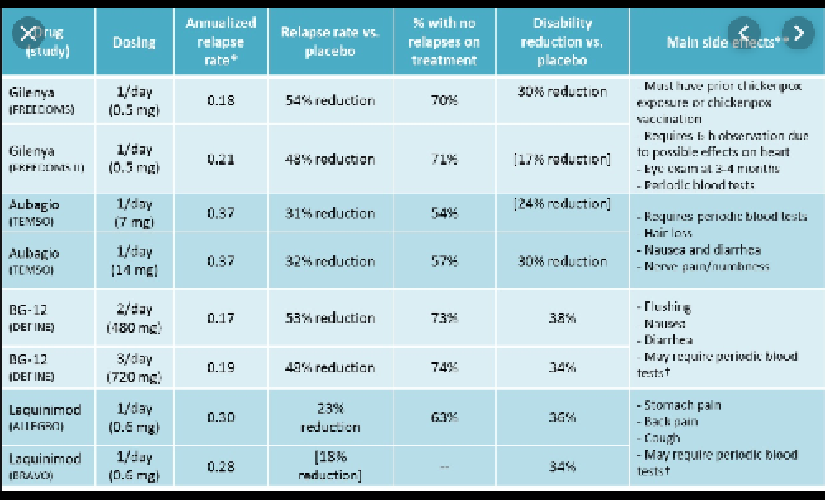 Drug (study)
Dosing
Annualized relapse rate*
Relapse rate vs. placebo
% with no relapses on treatment
Disability reduction vs. placebo
Main side effects**
Gilenya (FREEDOMS)
1/day (0.5 mg)
0.18
54% reduction
70%
30% reduction
- Must have prior chickenpox
exposure or chickenpox
vaccination
- Requires 6 h observation due
to possible effects on heart
- Eye exam at 3-4 months
- Periodic blood tests
Gilenya (FREEDOMS II)
1/day (0.5 mg)
0.21
48% reduction
71%
[17% reduction]
Aubagio (TEMSO)
1/day (7 mg)
0.37
31% reduction
54%
[24% reduction]
- Requires periodic blood tests
- Hair loss
- Nausea and diarrhea
- Nerve pain/numbness
Aubagio (TEMSO)
1/day (14 mg)
0.37
32% reduction
57%
30% reduction
BG-12 (DEFINE)
2/day (480 mg)
0.17
53% reduction
73%
38%
- Flushing
- Nausea
- Diarrhea
- May require periodic blood
tests†
BG-12 (DEFINE)
3/day (720 mg)
0.19
48% reduction
74%
34%
Laquinimod (ALLEGRO)
1/day (0.6 mg)
0.30
23% reduction
63%
36%
- Stomach pain
- Back pain
- Cough
- May require periodic blood
tests†
Laquinimod (BRAVO)
1/day (0.6 mg)
0.28
[18% reduction]
--
34%